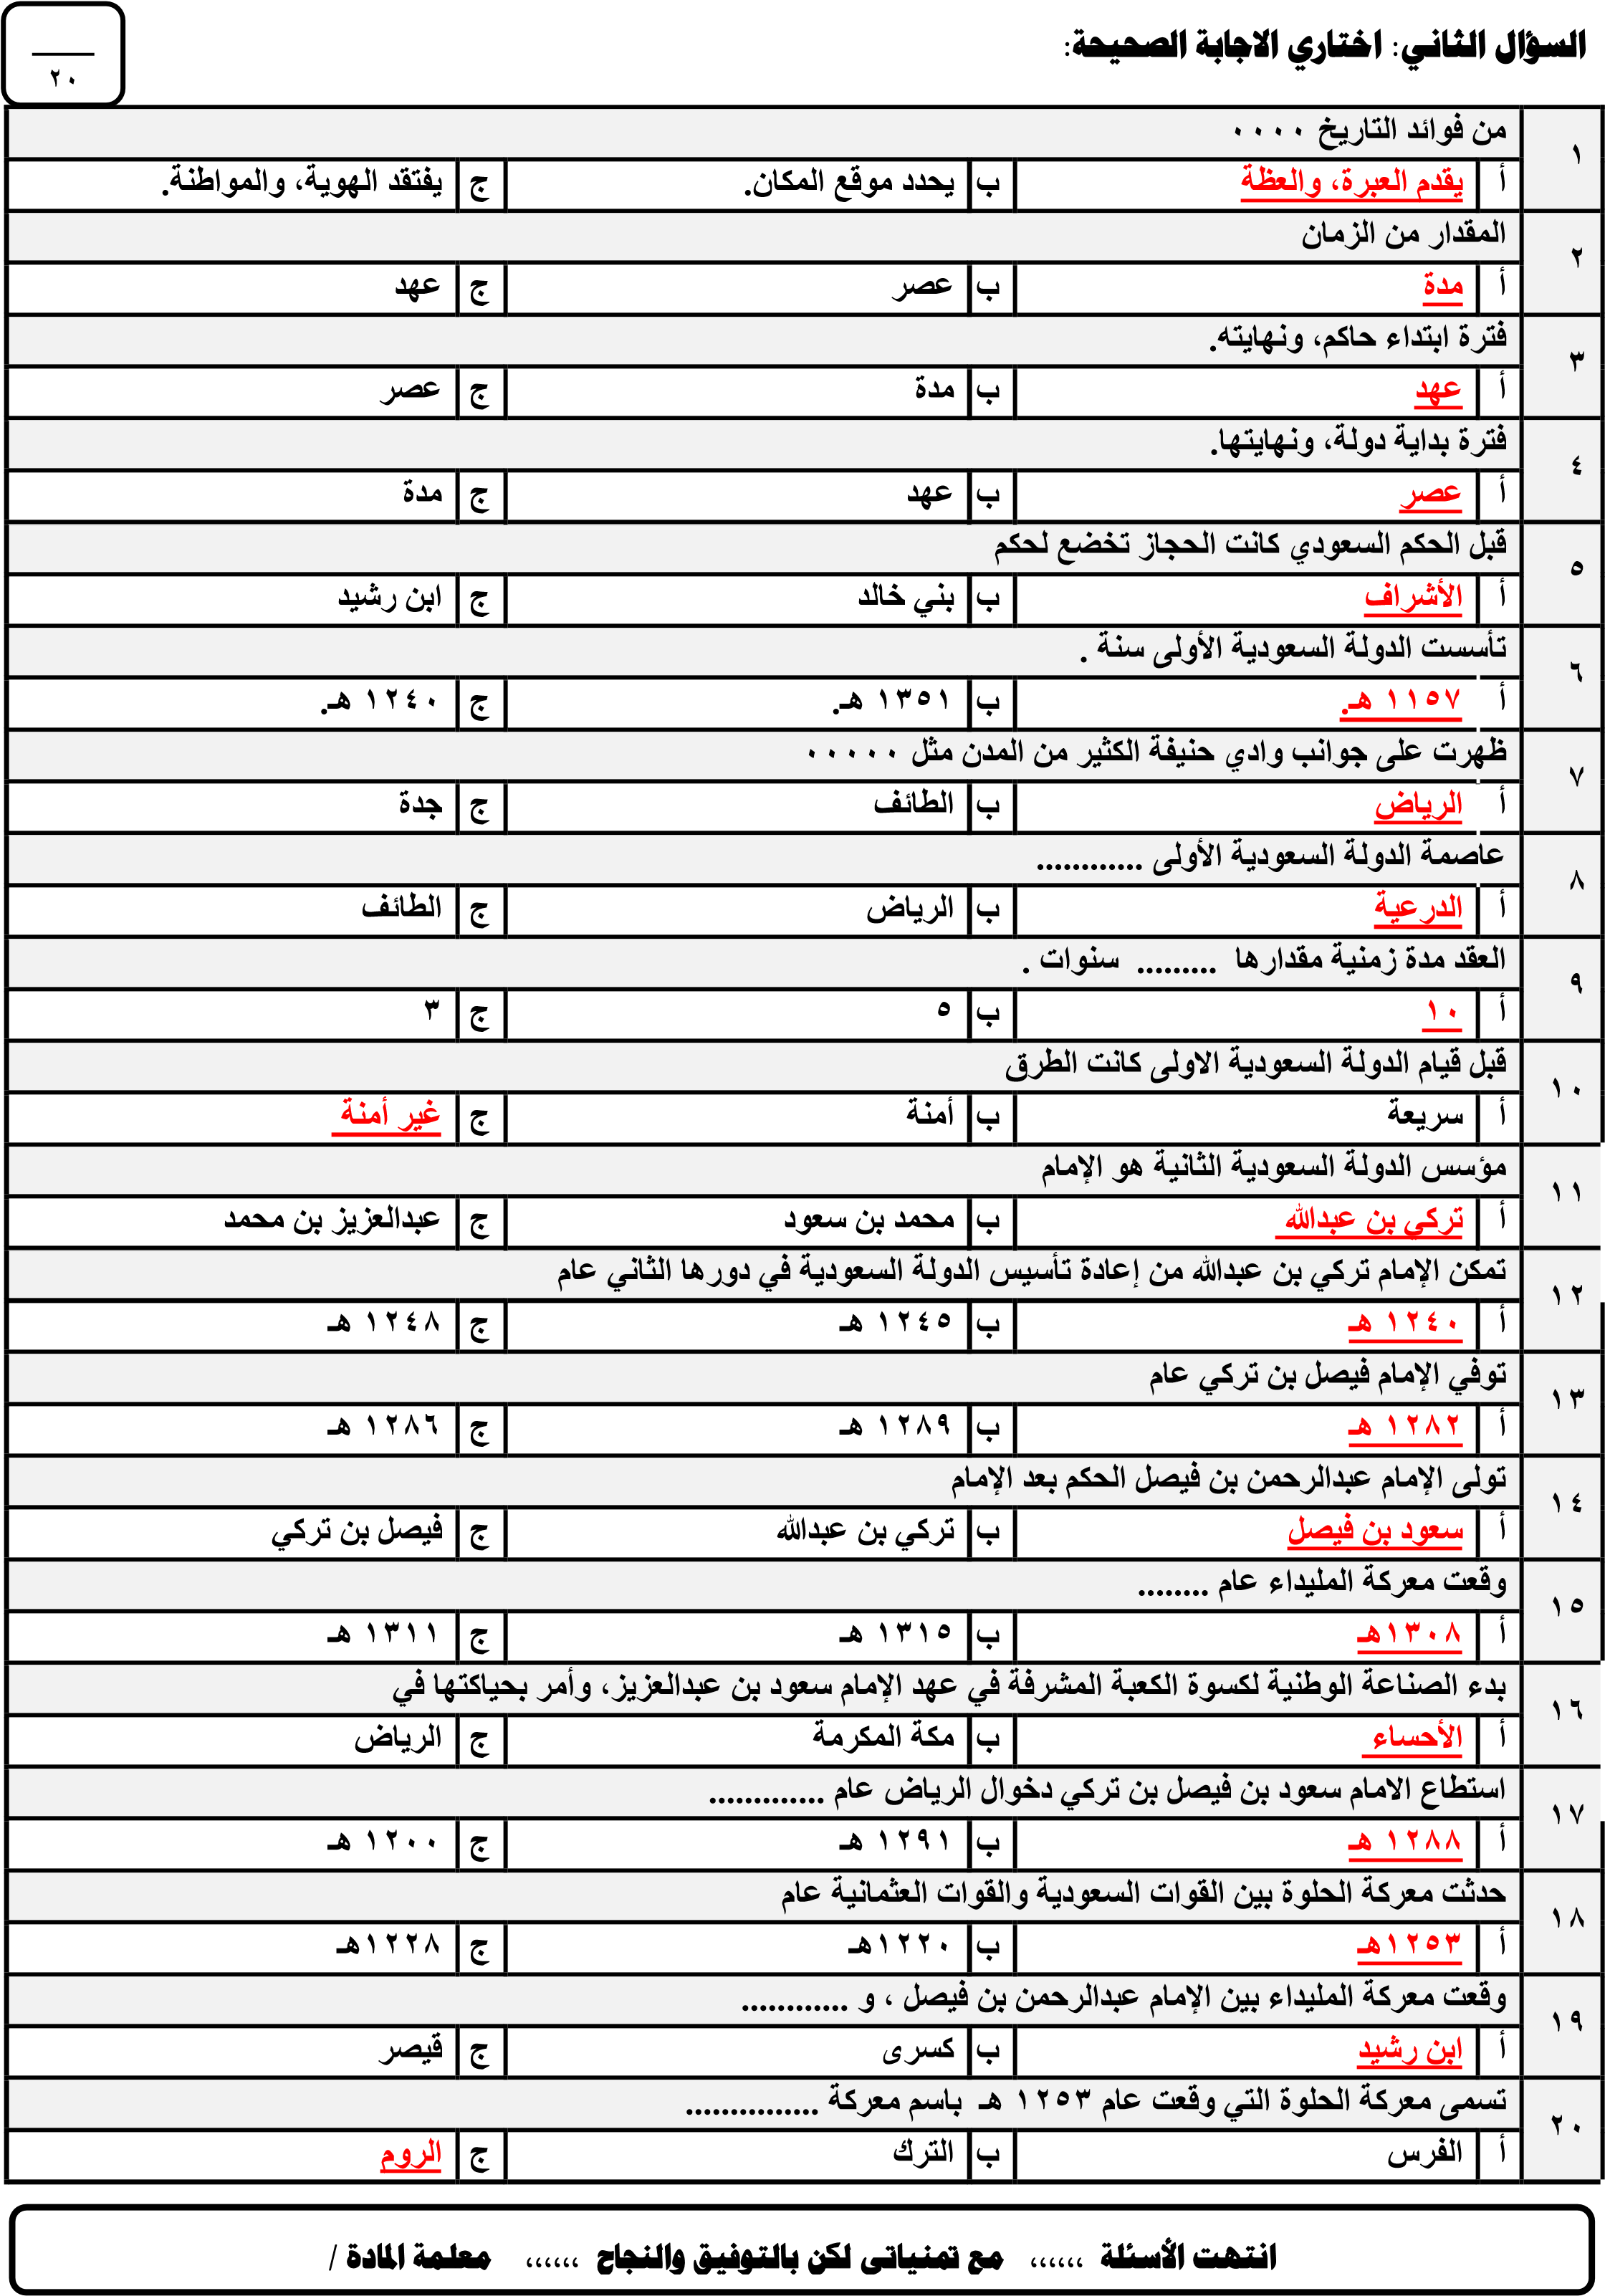 السؤال الثاني: اختاري الاجابة الصحيحة:
٢٠
١ من فوائد التاريخ ٠٠٠٠
أ يقدم العبرة، والعظة ب يحدد موقع المكان. ج يفتقد الهوية، والمواطنة.
٢ المقدار من الزمان
أ مدة ب عصر ج عهد
٣ فترة ابتداء حاكم، ونهايته.
أ عهد ب مدة ج عصر
٤ فترة بداية دولة، ونهايتها.
أ عصر ب عهد ج مدة
٥ قبل الحكم السعودي كانت الحجاز تخضع لحكم
أ الأشراف ب بني خالد ج ابن رشيد
٦ تأسست الدولة السعودية الأولى سنة .
أ ١١٥٧ هـ. ب ١٣٥١ هـ. ج ١٢٤٠ هـ.
٧ ظهرت على جوانب وادي حنيفة الكثير من المدن مثل ٠٠٠٠٠
أ الرياض ب الطائف ج جدة
٨ عاصمة الدولة السعودية الأولى ............
أ الدرعية ب الرياض ج الطائف
٩ العقد مدة زمنية مقدارها ......... سنوات .
أ ١٠ ب ٥ ج ٣
١٠ قبل قيام الدولة السعودية الاولى كانت الطرق
أ سريعة ب أمنة ج غير أمنة
١١ مؤسس الدولة السعودية الثانية هو الإمام
أ تركي بن عبدالله ب محمد بن سعود ج عبدالعزيز بن محمد
١٢ تمكن الإمام تركي بن عبدالله من إعادة تأسيس الدولة السعودية في دورها الثاني عام
أ ١٢٤٠ هـ ب ١٢٤٥ هـ ج ١٢٤٨ هـ
١٣ توفي الإمام فيصل بن تركي عام
أ ١٢٨٢ هـ ب ١٢٨٩ هـ ج ١٢٨٦ هـ
١٤ تولى الإمام عبدالرحمن بن فيصل الحكم بعد الإمام
أ سعود بن فيصل ب تركي بن عبدالله ج فيصل بن تركي
١٥ وقعت معركة المليداء عام ........
أ ١٣٠٨هـ ب ١٣١٥ هـ ج ١٣١١ هـ
١٦ بدء الصناعة الوطنية لكسوة الكعبة المشرفة في عهد الإمام سعود بن عبدالعزيز، وأمر بحياكتها في
أ الأحساء ب مكة المكرمة ج الرياض
١٧ استطاع الامام سعود بن فيصل بن تركي دخوال الرياض عام .............
أ ١٢٨٨ هـ ب ١٢٩١ هـ ج ١٢٠٠ هـ
١٨ حدثت معركة الحلوة بين القوات السعودية والقوات العثمانية عام
أ ١٢٥٣هـ ب ١٢٢٠هـ ج ١٢٢٨هـ
١٩ وقعت معركة المليداء بين الإمام عبدالرحمن بن فيصل ، و ............
أ ابن رشيد ب كسرى ج قيصر
٢٠ تسمى معركة الحلوة التي وقعت عام ١٢٥٣ هـ باسم معركة ...............
أ الفرس ب الترك ج الروم
انتهت الأسئلة ،،،،،، مع تمنياتى لكن بالتوفيق والنجاح ،،،،،، معلمة المادة /